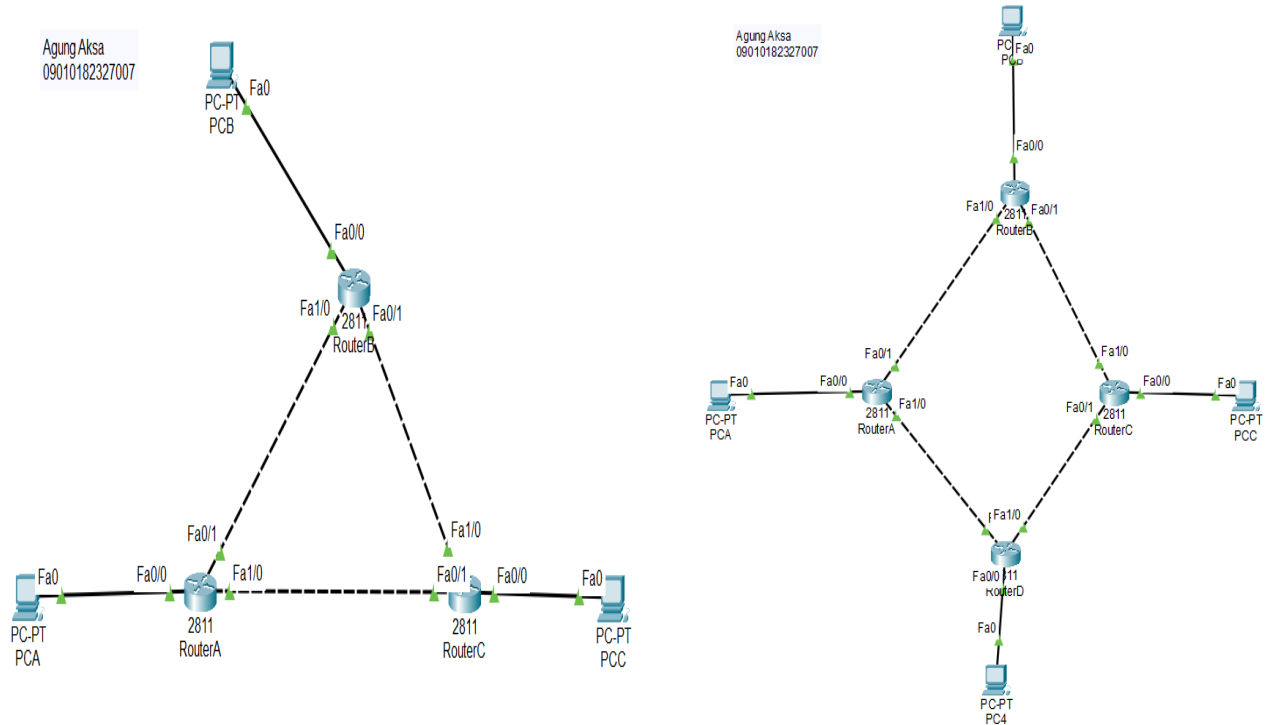 Agung Aksa
09010182327007
Fa0
PC-PT
PCB
Fa0/0
Fa1/0
Fa0/1
2811
RouterB
Fa0/1
Fa1/0
Fa0
Fa0/0
Fa1/0
Fa0/1
Fa0/0
Fa0
PC-PT
PCA
2811
RouterA
2811
RouterC
PC-PT
PCC
Agung Aksa
09010182327007
Fa0
Fa0/0
Fa1/0
Fa0/1
2811
RouterB
Fa0/1
Fa1/0
Fa0
Fa0/0
Fa1/0
Fa0/1
Fa0/0
Fa0
PC-PT
PCA
2811
RouterA
2811
RouterC
PC-PT
PCC
Fa1/0
Fa0/0
RouterD
Fa0
PC-PT
PC4